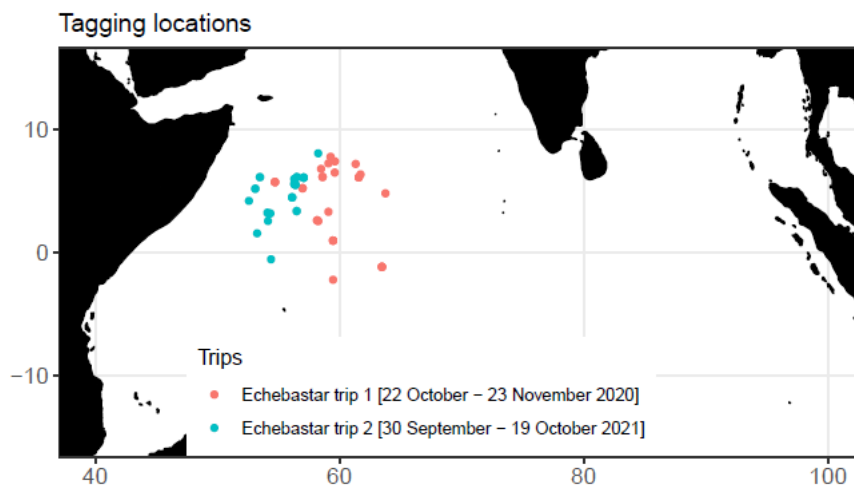 Tagging locations
10
0
−10
Trips
Echebastar trip 1 [22 October − 23 November 2020]
Echebastar trip 2 [30 September − 19 October 2021]
40
60
80
100